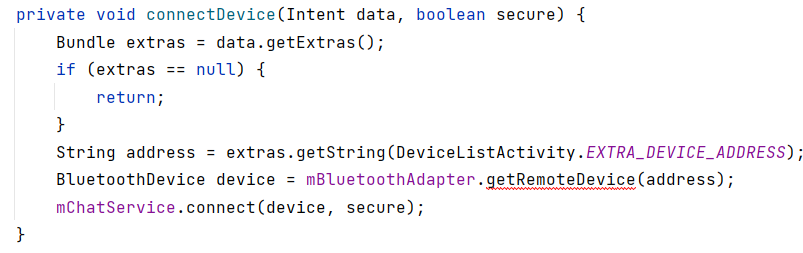 private void connectDevice(Intent data, boolean secure) {
    Bundle extras = data.getExtras();
    if (extras == null) {
        return;
    }
    String address = extras.getString(DeviceListActivity.EXTRA_DEVICE_ADDRESS);
    BluetoothDevice device = mBluetoothAdapter.getRemoteDevice(address);
    mChatService.connect(device, secure);
}